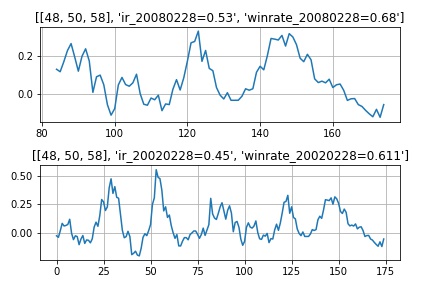 [[48, 50, 58], 'ir_20080228=0.53', 'winrate_20080228=0.68']
0.2
0.0
80 100 120 140 160
[[48, 50, 58], 'ir_20020228=0.45', 'winrate_20020228=0.611']
0.50
0.25
0.00
0 25 50 75 100 125 150 175